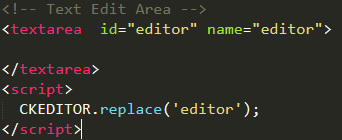 <!-- Text Edit Area -->
<textarea  id="editor" name="editor">
</textarea>
<script>
  CKEDITOR.replace('editor');
</script>